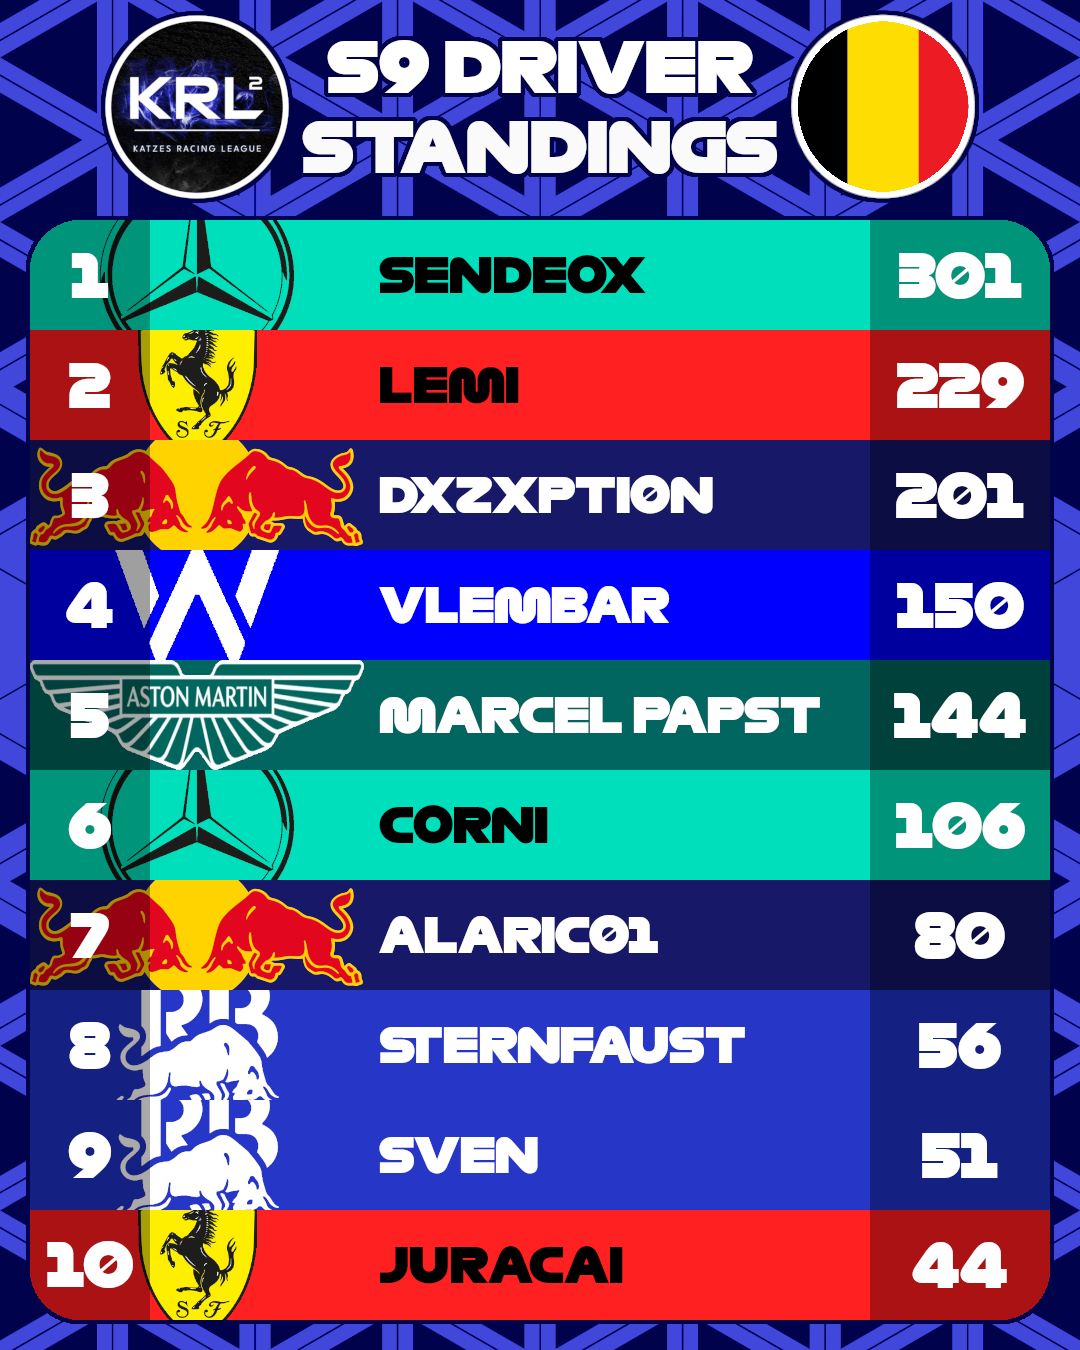 KRL²
KATZES RACING LEAGUE
S9 DRIVER
STANDINGS
1 SENDEOX 301
2 S F LEMI 229
3 DXZXPTION 201
4 W VLEMBAR 150
5 ASTON MARTIN MARCEL PAPST 144
6 CORNI 106
7 ALARIC01 80
8 RB STERNFAUST 56
9 RB SVEN 51
10 S F JURACAI 44